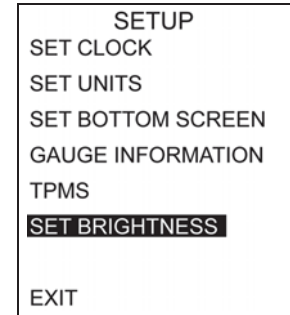 SETUP
SET CLOCK
SET UNITS
SET BOTTOM SCREEN
GAUGE INFORMATION
TPMS
SET BRIGHTNESS
EXIT